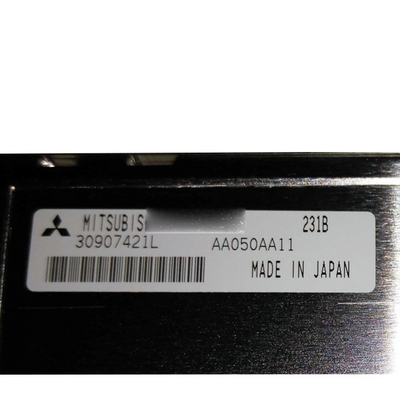 MITSUBIS 231B
30907421L AA050AA11
MADE IN JAPAN